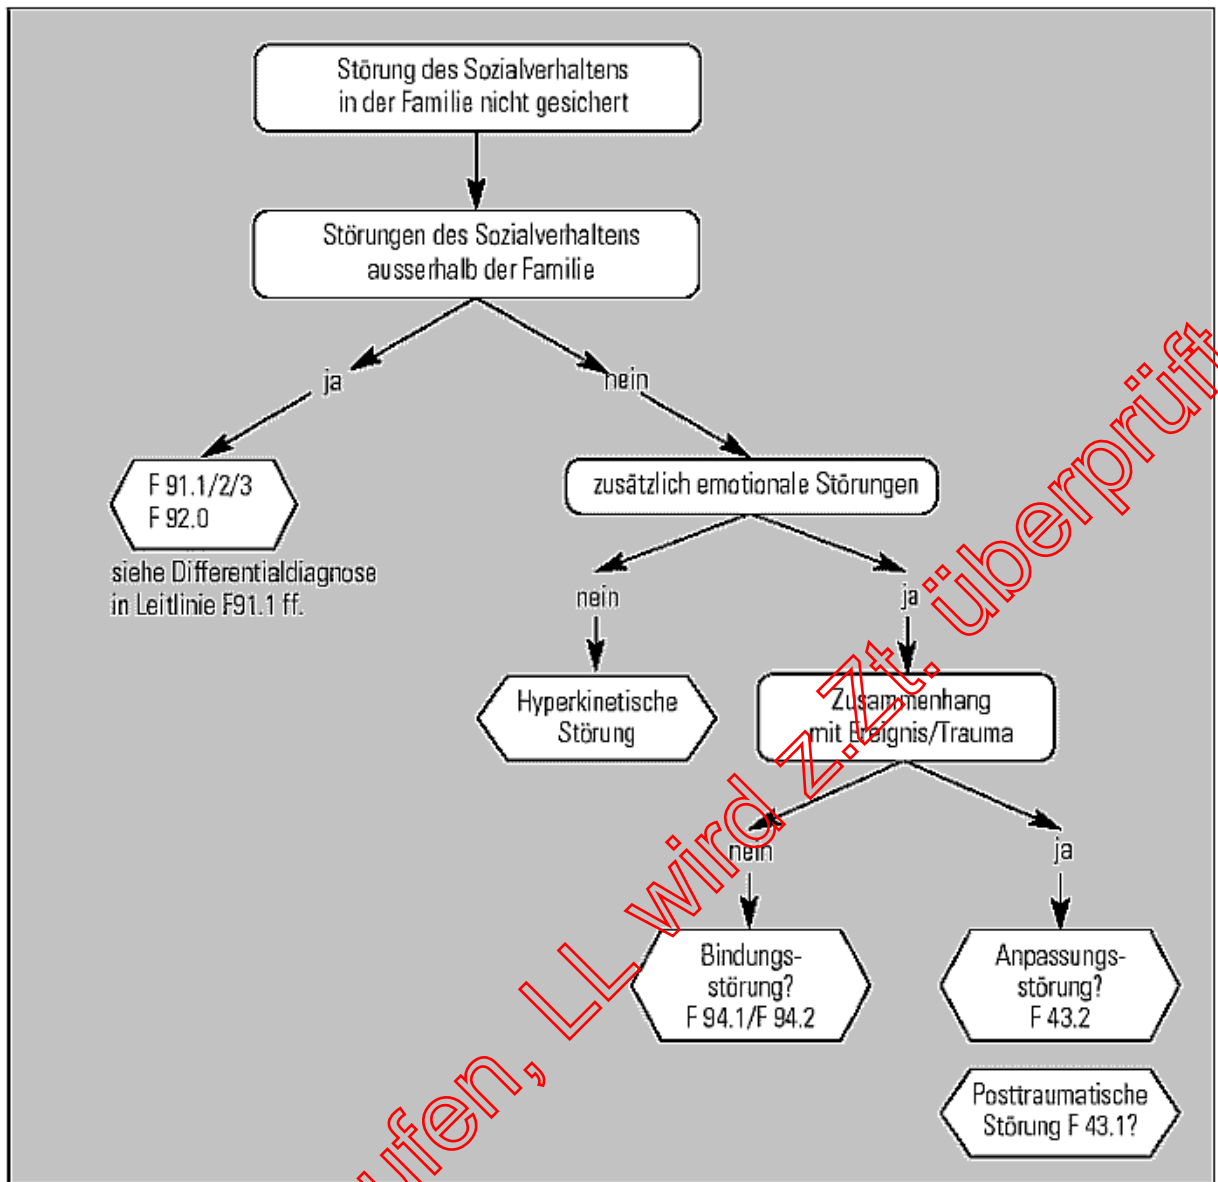 Störung des Sozialverhaltens
in der Familie nicht gesichert
Störungen des Sozialverhaltens
ausserhalb der Familie
ja
nein
F 91.1/2/3
F 92.0
siehe Differentialdiagnose
in Leitlinie F91.1 ff.
zusätzlich emotionale Störungen
nein
ja
Hyperkinetische
Störung
Zusammenhang
mit Ereignis/Trauma
nein
ja
Bindungs-
störung?
F 94.1/F 94.2
Anpassungs-
störung?
F 43.2
Posttraumatische
Störung F 43.1?
ufen, LL wird z.Zt. überprüft